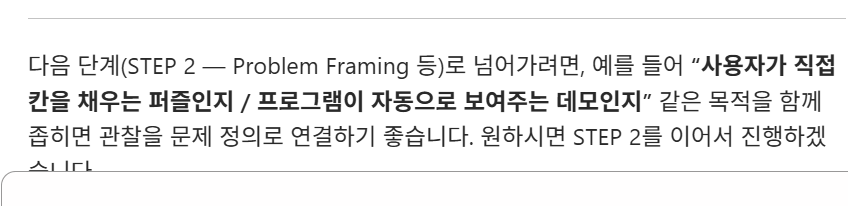 다음 단계(STEP 2 — Problem Framing 등)로 넘어가려면, 예를 들어 “사용자가 직접
칸을 채우는 퍼즐인지 / 프로그램이 자동으로 보여주는 데모인지” 같은 목적을 함께
좁히면 관찰을 문제 정의로 연결하기 좋습니다. 원하시면 STEP 2를 이어서 진행하겠
습니다.